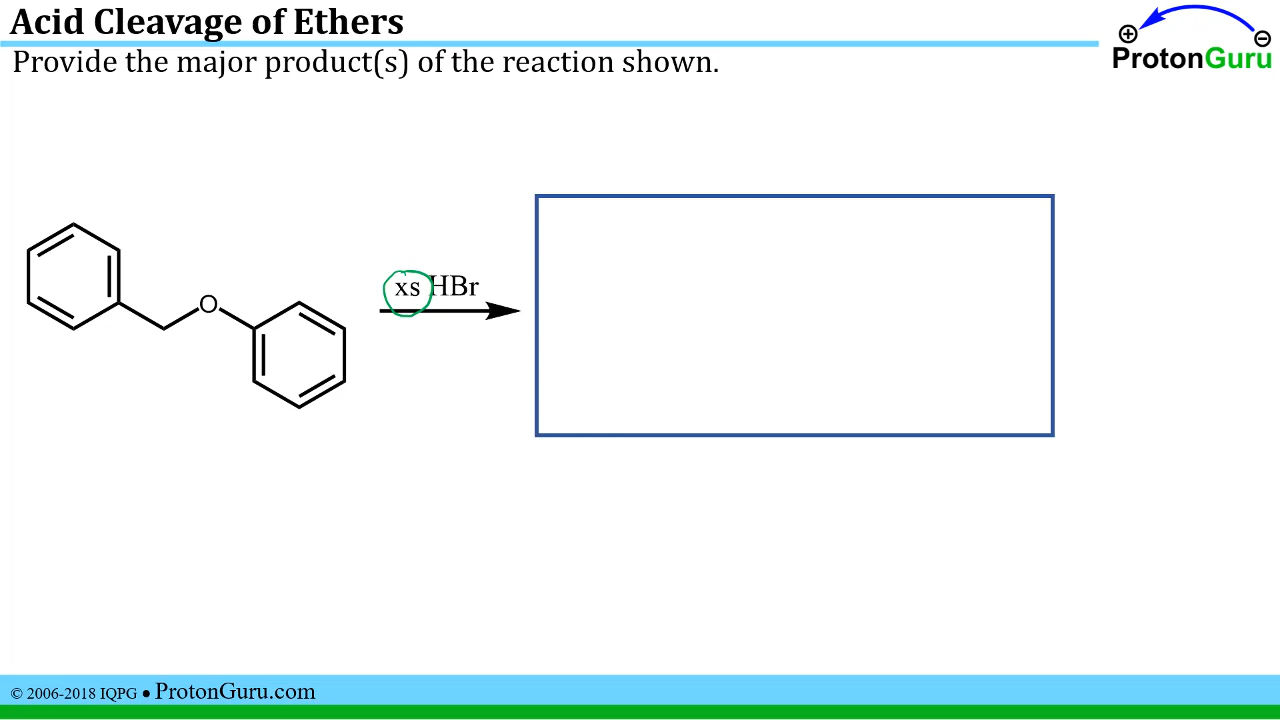 Acid Cleavage of Ethers
Provide the major product(s) of the reaction shown.
ProtonGuru
O
xs HBr
© 2006-2018 IQPG ● ProtonGuru.com